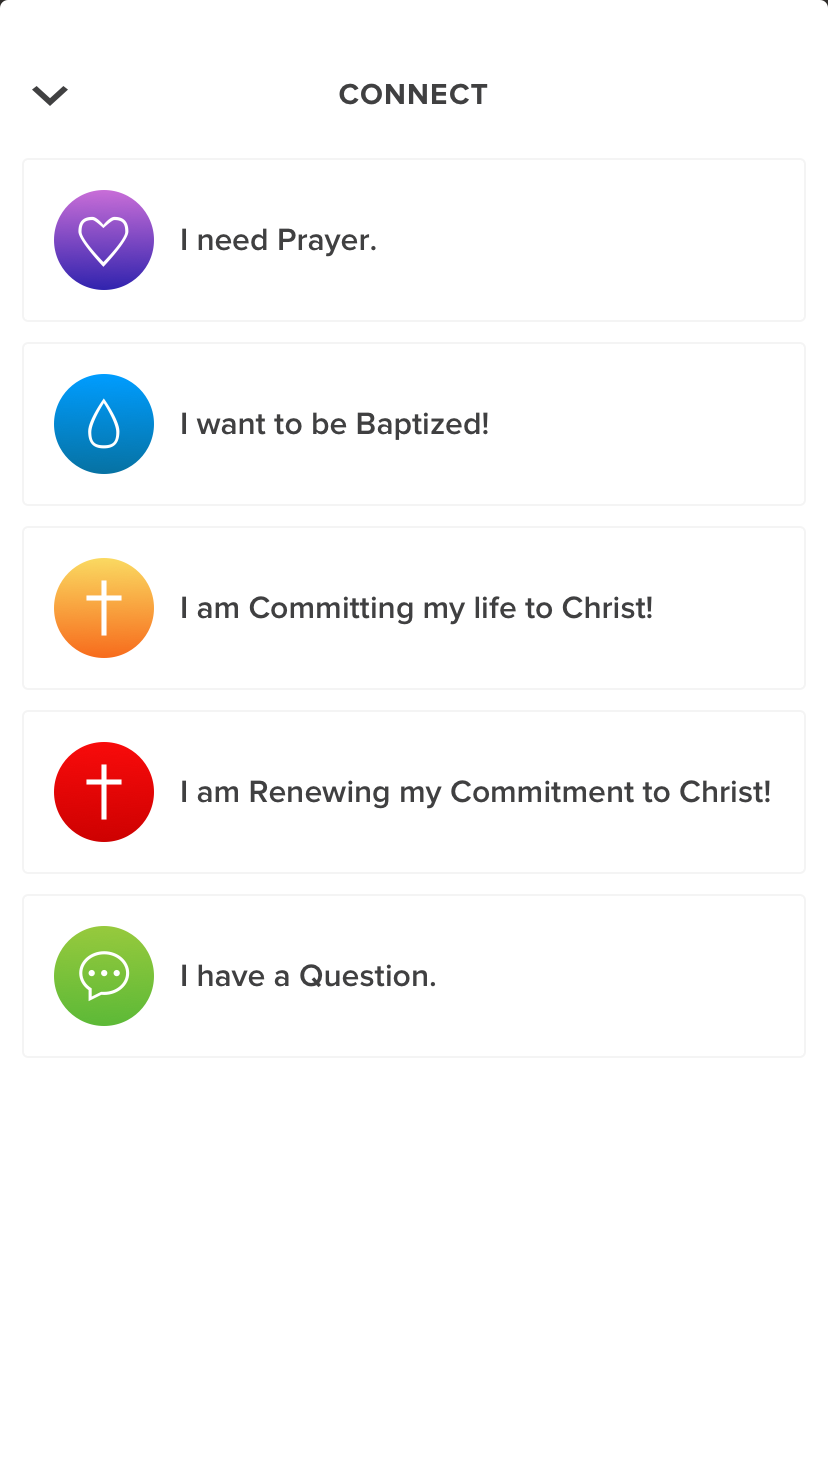 CONNECT
I need Prayer.
I want to be Baptized!
I am Committing my life to Christ!
I am Renewing my Commitment to Christ!
I have a Question.